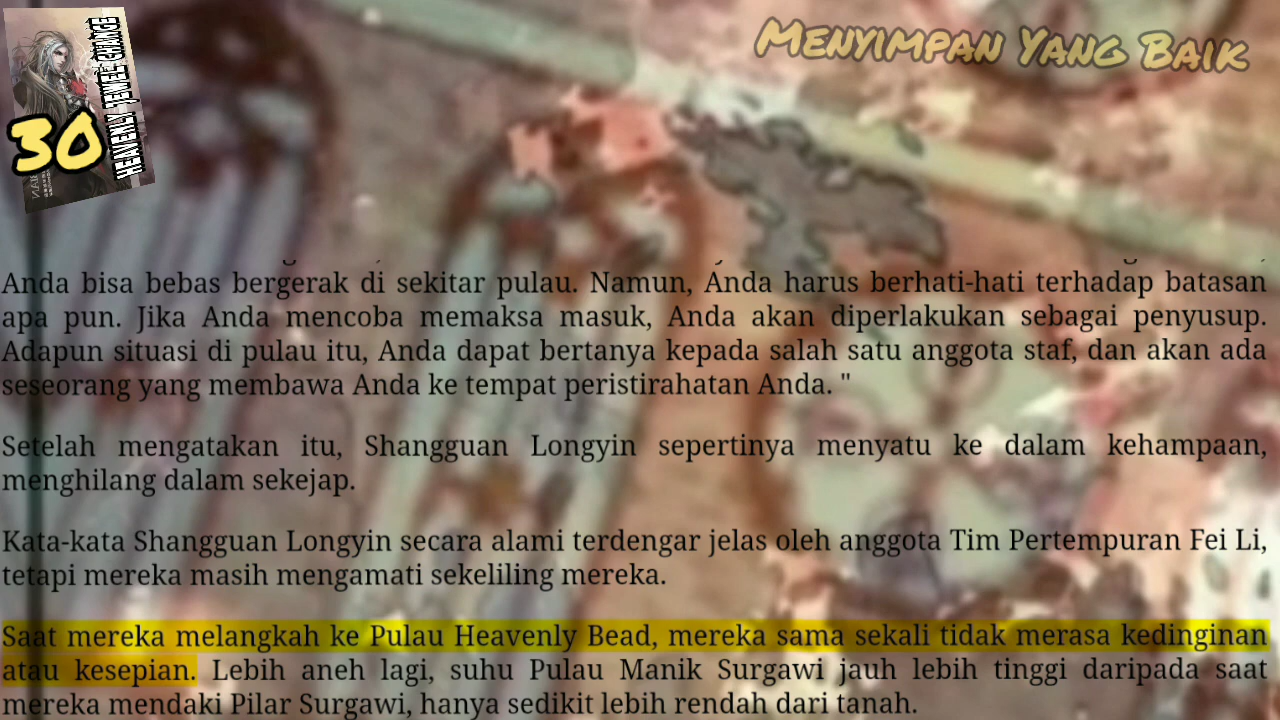 Menyimpan Yang Baik
30
HEAVENLY JEWEL CHANGE
Anda bisa bebas bergerak di sekitar pulau. Namun, Anda harus berhati-hati terhadap batasan
apa pun. Jika Anda mencoba memaksa masuk, Anda akan diperlakukan sebagai penyusup.
Adapun situasi di pulau itu, Anda dapat bertanya kepada salah satu anggota staf, dan akan ada
seseorang yang membawa Anda ke tempat peristirahatan Anda. "
Setelah mengatakan itu, Shangguan Longyin sepertinya menyatu ke dalam kehampaan,
menghilang dalam sekejap.
Kata-kata Shangguan Longyin secara alami terdengar jelas oleh anggota Tim Pertempuran Fei Li,
tetapi mereka masih mengamati sekeliling mereka.
Saat mereka melangkah ke Pulau Heavenly Bead, mereka sama sekali tidak merasa kedinginan
atau kesepian. Lebih aneh lagi, suhu Pulau Manik Surgawi jauh lebih tinggi daripada saat
mereka mendaki Pilar Surgawi, hanya sedikit lebih rendah dari tanah.